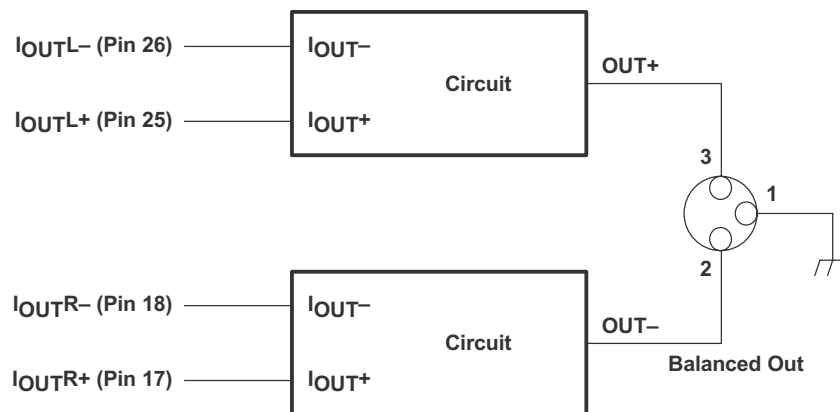 IOUTL– (Pin 26)
IOUT–
Circuit
OUT+
IOUTL+ (Pin 25)
IOUT+
3
1
2
IOUTR– (Pin 18)
IOUT–
Circuit
OUT–
Balanced Out
IOUTR+ (Pin 17)
IOUT+